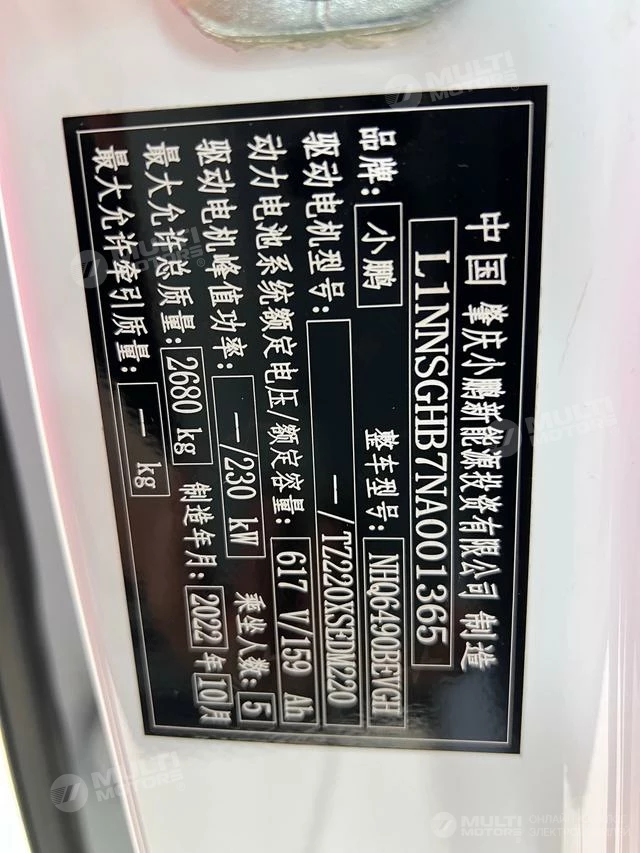 中国 肇庆小鹏新能源投资有限公司 制造
L1NNSGHB7NA001365
品牌: 小鹏 整车型号: NHQ6490BEVGH
驱动电机型号: —/TZ220XSEDM220
动力电池系统额定电压/额定容量: 617 V/159 Ah
驱动电机峰值功率: —/230 kW 乘坐人数: 5
最大允许总质量: 2680 kg 制造年月: 2022 年 10 月
最大允许牵引质量: — kg
MULTI MOTORS®
MULTI MOTORS®
MULTI MOTORS
MULTI MOTORS®
MULTI MOTORS®